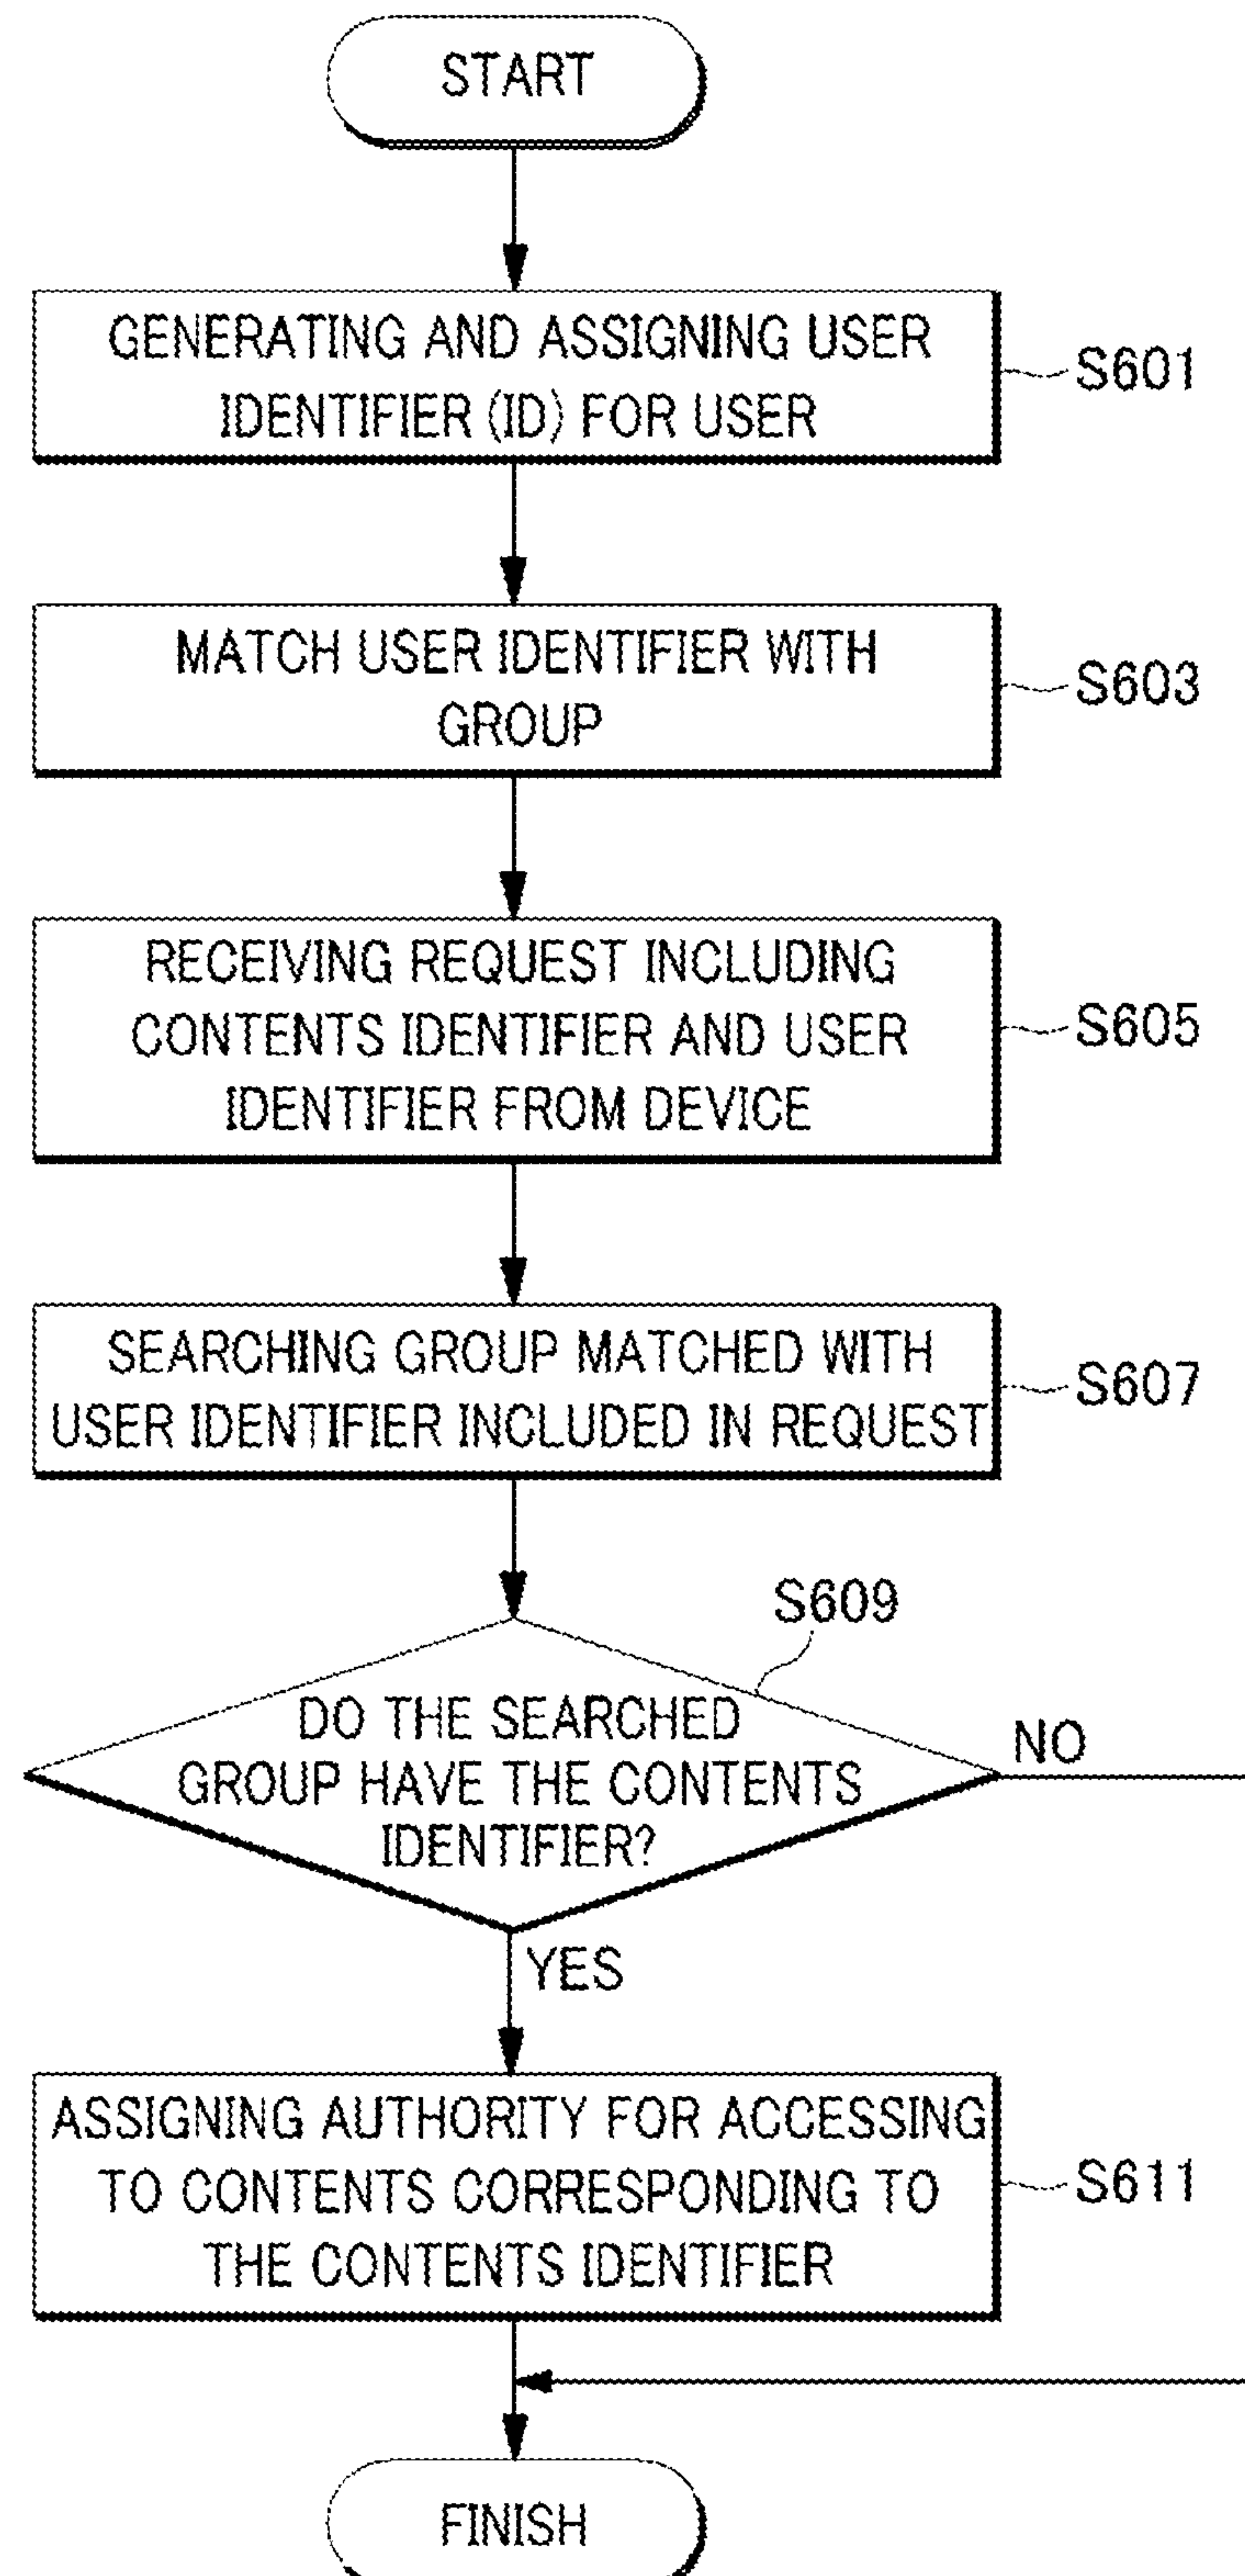 START
GENERATING AND ASSIGNING USER
IDENTIFIER (ID) FOR USER
S601
MATCH USER IDENTIFIER WITH
GROUP
S603
RECEIVING REQUEST INCLUDING
CONTENTS IDENTIFIER AND USER
IDENTIFIER FROM DEVICE
S605
SEARCHING GROUP MATCHED WITH
USER IDENTIFIER INCLUDED IN REQUEST
S607
S609
DO THE SEARCHED
GROUP HAVE THE CONTENTS
IDENTIFIER?
NO
YES
ASSIGNING AUTHORITY FOR ACCESSING
TO CONTENTS CORRESPONDING TO
THE CONTENTS IDENTIFIER
S611
FINISH